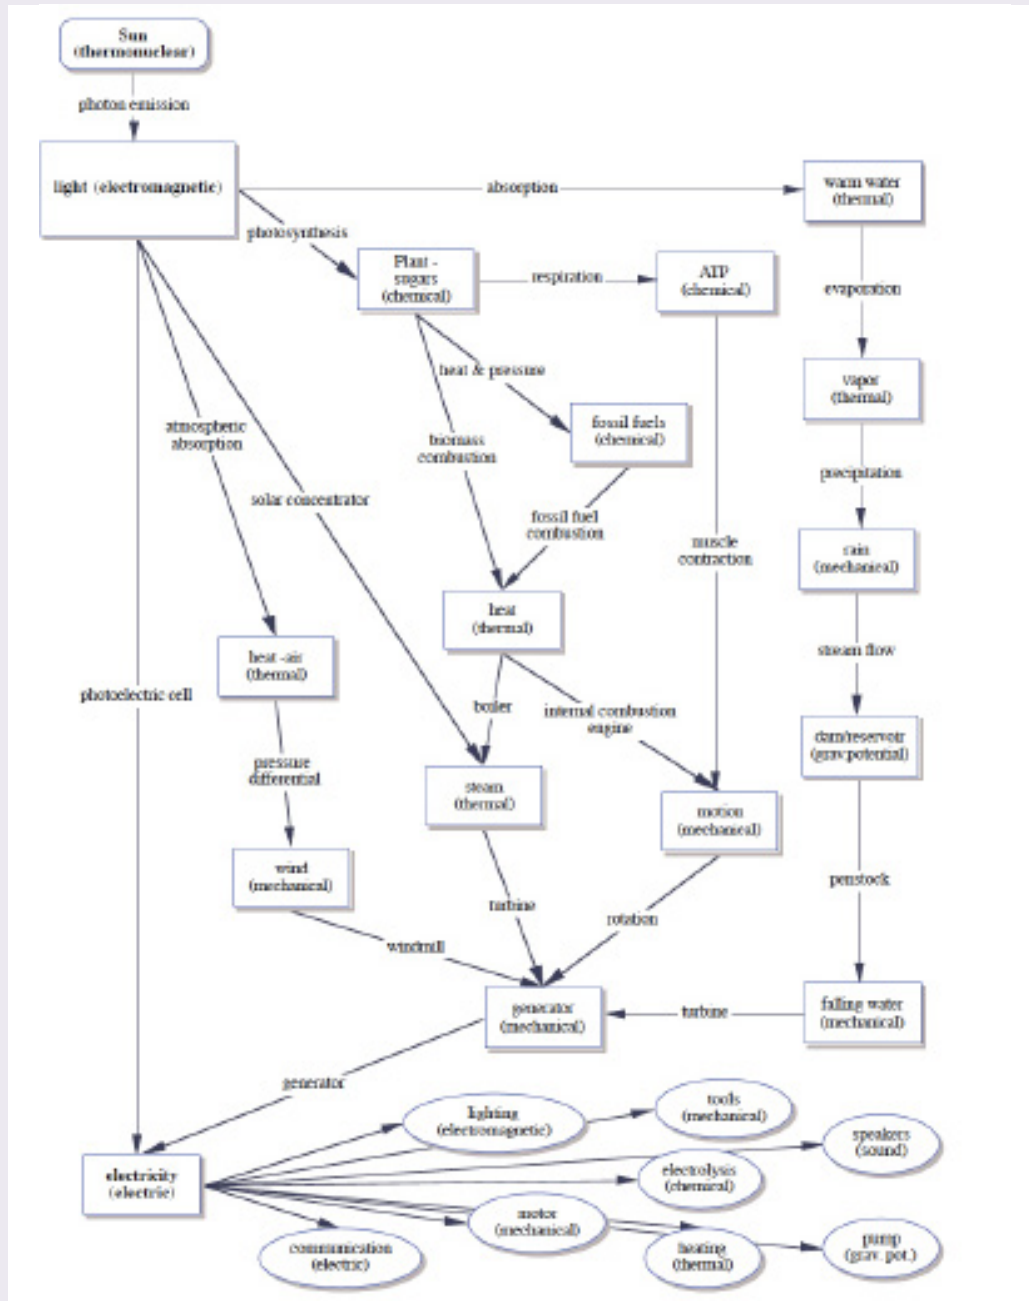 Sun
(thermonuclear)
photon emission
light (electromagnetic)
absorption
warm water
(thermal)
photosynthesis
Plant -
sugars
(chemical)
respiration
ATP
(chemical)
evaporation
heat & pressure
vapor
(thermal)
atmospheric
absorption
biomass
combustion
fossil fuels
(chemical)
precipitation
solar concentrator
fossil fuel
combustion
muscle
contraction
rain
(mechanical)
heat
(thermal)
stream flow
heat -air
(thermal)
photoelectric cell
boiler
internal combustion
engine
dam/reservoir
(grav.potential)
pressure
differential
steam
(thermal)
motion
(mechanical)
wind
(mechanical)
penstock
turbine
rotation
windmill
generator
(mechanical)
turbine
falling water
(mechanical)
generator
lighting
(electromagnetic)
tools
(mechanical)
speakers
(sound)
electricity
(electric)
electrolysis
(chemical)
motor
(mechanical)
communication
(electric)
heating
(thermal)
pump
(grav. pot.)